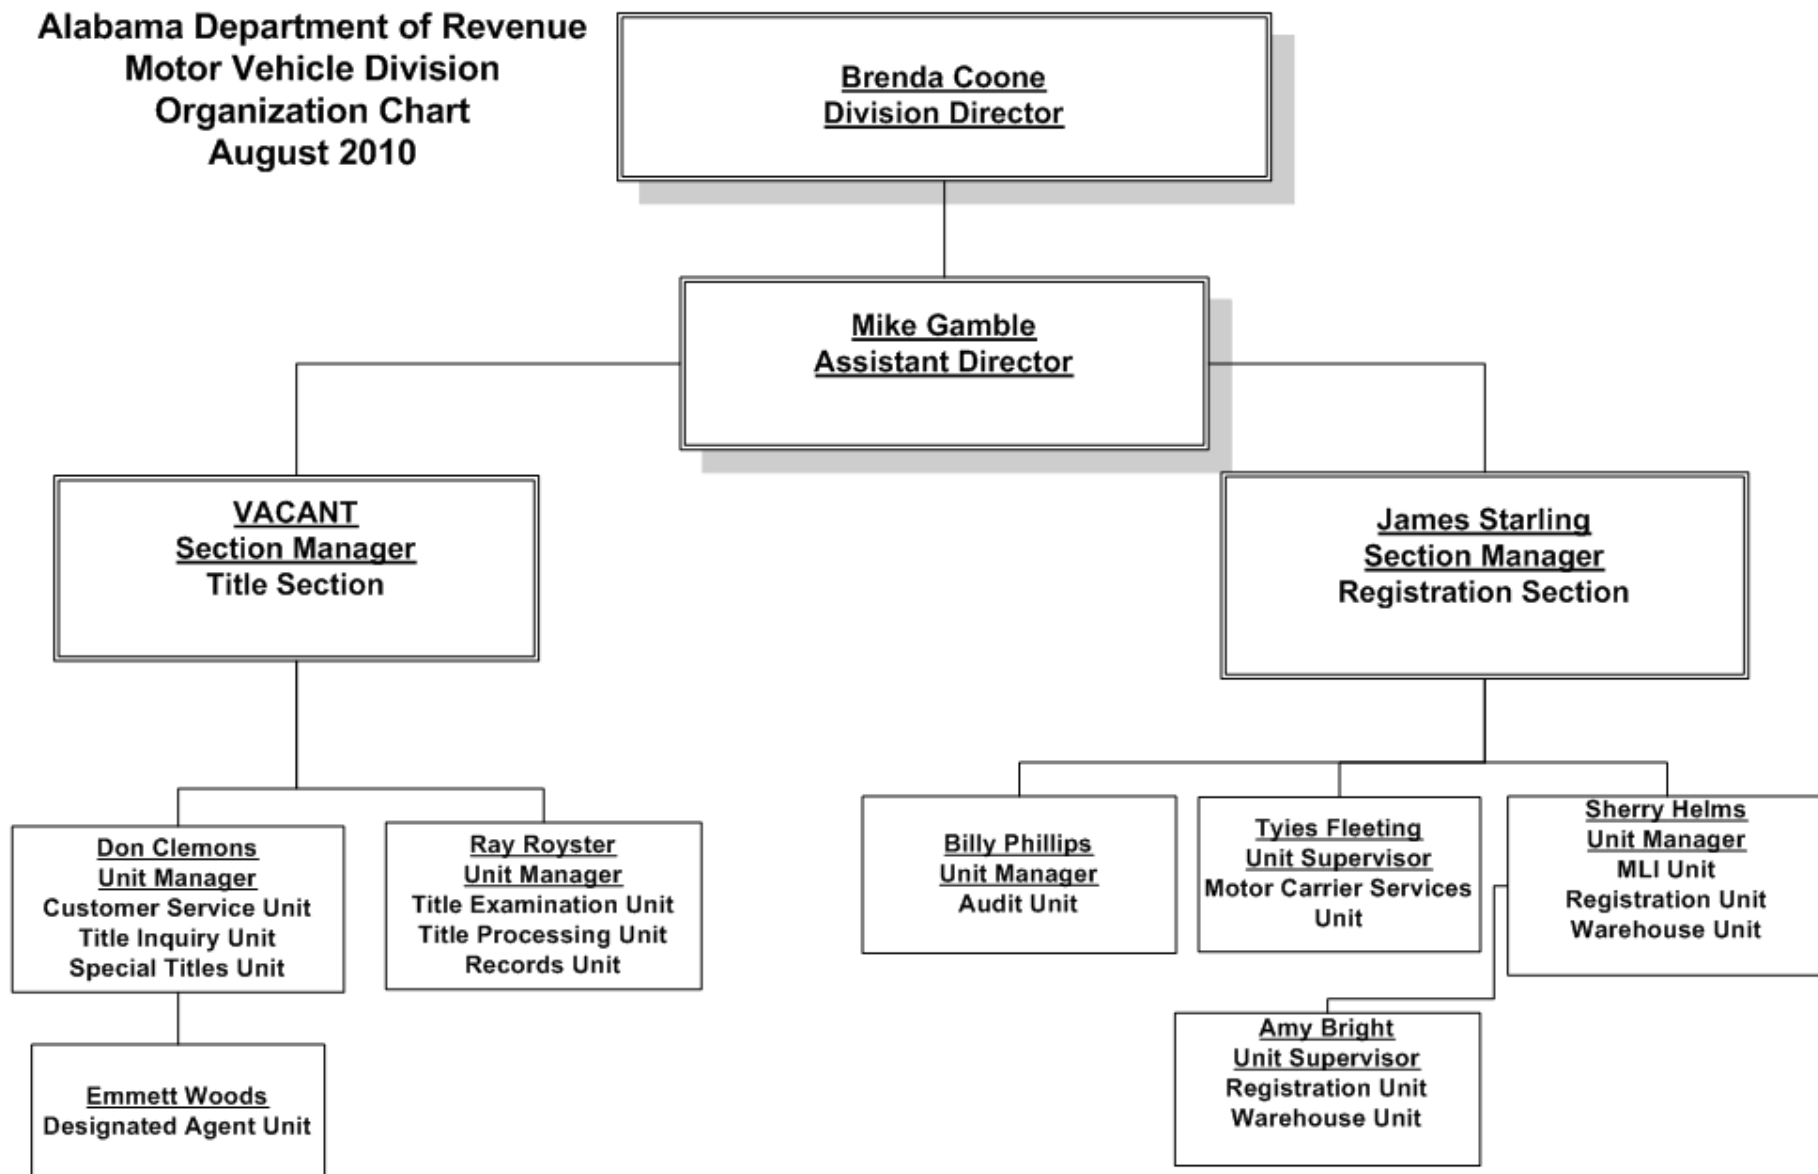 Alabama Department of Revenue
Motor Vehicle Division
Organization Chart
August 2010
Brenda Coone
Division Director
Mike Gamble
Assistant Director
VACANT
Section Manager
Title Section
James Starling
Section Manager
Registration Section
Don Clemons
Unit Manager
Customer Service Unit
Title Inquiry Unit
Special Titles Unit
Ray Royster
Unit Manager
Title Examination Unit
Title Processing Unit
Records Unit
Billy Phillips
Unit Manager
Audit Unit
Tyies Fleeting
Unit Supervisor
Motor Carrier Services
Unit
Sherry Helms
Unit Manager
MLI Unit
Registration Unit
Warehouse Unit
Emmett Woods
Designated Agent Unit
Amy Bright
Unit Supervisor
Registration Unit
Warehouse Unit